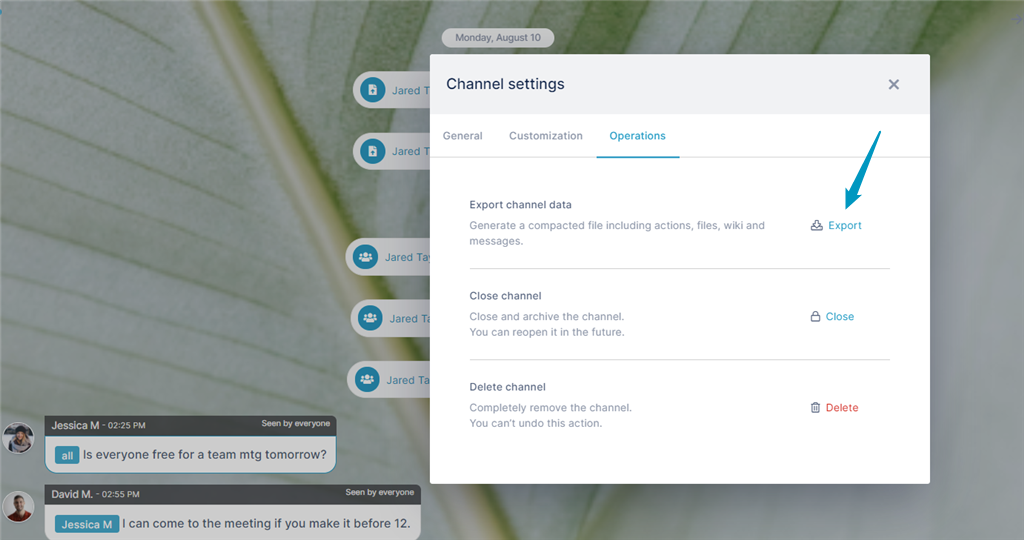 Monday, August 10
Jared T
Jared T
Jared Tay
Jared Ta
Jared Ta
Jessica M - 02:25 PM Seen by everyone
all Is everyone free for a team mtg tomorrow?
David M. - 02:55 PM Seen by everyone
Jessica M I can come to the meeting if you make it before 12.
Channel settings
General Customization Operations
Export channel data
Generate a compacted file including actions, files, wiki and
messages.
Export
Close channel
Close and archive the channel.
You can reopen it in the future.
Close
Delete channel
Completely remove the channel.
You can't undo this action.
Delete